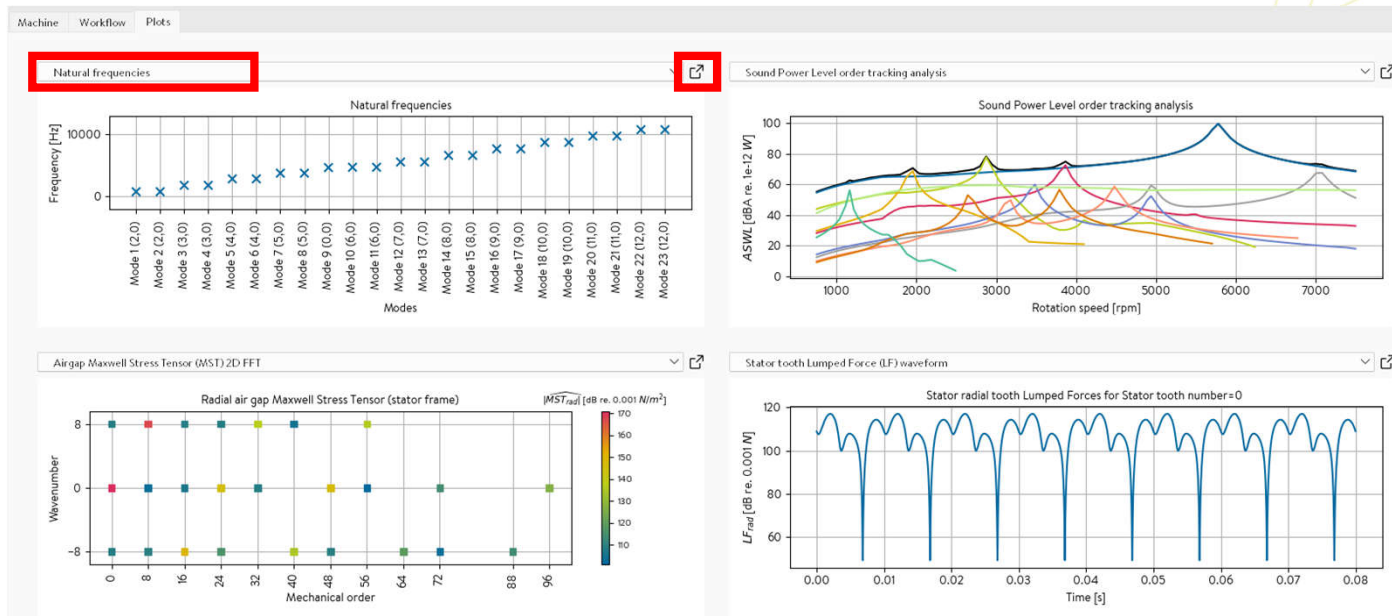 Machine Workflow Plots
Natural frequencies
Natural frequencies
Frequency [Hz]
10000
0
Mode 1 (2,0)
Mode 2 (2,0)
Mode 3 (3,0)
Mode 4 (3,0)
Mode 5 (4,0)
Mode 6 (4,0)
Mode 7 (5,0)
Mode 8 (5,0)
Mode 9 (0,0)
Mode 10 (6,0)
Mode 11 (6,0)
Mode 12 (7,0)
Mode 13 (7,0)
Mode 14 (8,0)
Mode 15 (8,0)
Mode 16 (9,0)
Mode 17 (9,0)
Mode 18 (10,0)
Mode 19 (10,0)
Mode 20 (11,0)
Mode 21 (11,0)
Mode 22 (12,0)
Mode 23 (12,0)
Modes
Sound Power Level order tracking analysis
Sound Power Level order tracking analysis
ASWL [dBA re. 1e-12 W]
100
80
60
40
20
0
1000 2000 3000 4000 5000 6000 7000
Rotation speed [rpm]
Airgap Maxwell Stress Tensor (MST) 2D FFT
Radial air gap Maxwell Stress Tensor (stator frame)
|MST_rad| [dB re. 0.001 N/m²]
Wavenumber
8
0
−8
0 8 16 24 32 40 48 56 64 72 88 96
Mechanical order
170
160
150
140
130
120
110
Stator tooth Lumped Force (LF) waveform
Stator radial tooth Lumped Forces for Stator tooth number=0
LF_rad [dB re. 0.001 N]
120
100
80
60
0.00 0.01 0.02 0.03 0.04 0.05 0.06 0.07 0.08
Time [s]